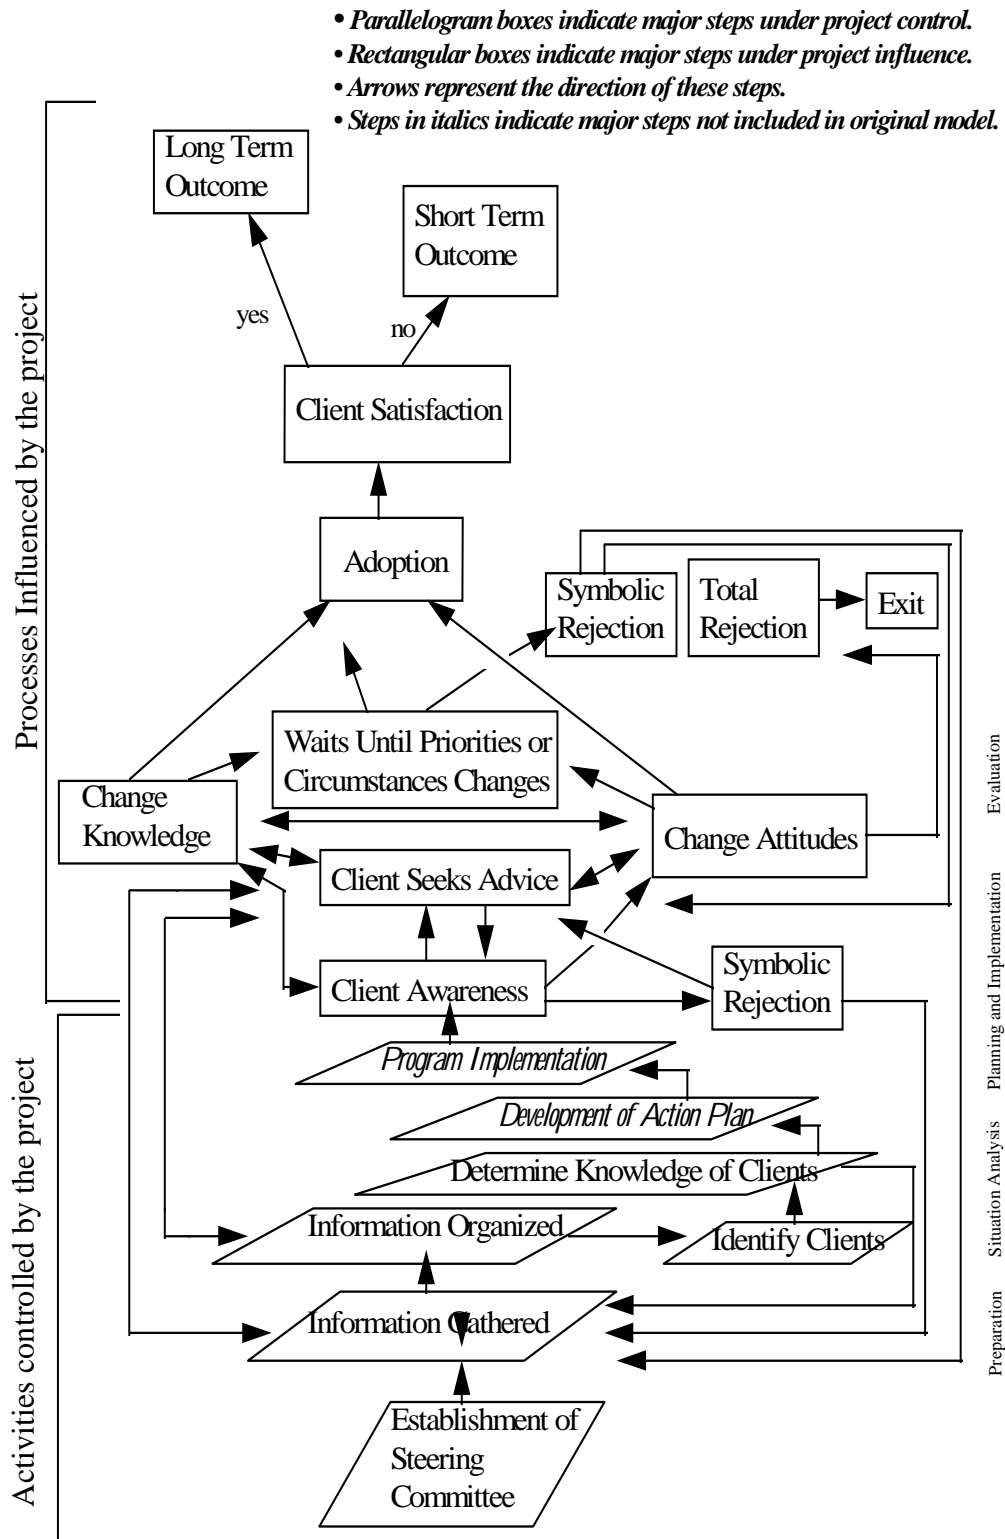 • Parallelogram boxes indicate major steps under project control.
• Rectangular boxes indicate major steps under project influence.
• Arrows represent the direction of these steps.
• Steps in italics indicate major steps not included in original model.
Long Term
Outcome
Short Term
Outcome
yes
no
Client Satisfaction
Adoption
Symbolic
Rejection
Total
Rejection
Exit
Waits Until Priorities or
Circumstances Changes
Change
Knowledge
Change Attitudes
Client Seeks Advice
Client Awareness
Symbolic
Rejection
Program Implementation
Development of Action Plan
Determine Knowledge of Clients
Information Organized
Identify Clients
Information Gathered
Establishment of
Steering
Committee
Processes Influenced by the project
Activities controlled by the project
Evaluation
Planning and Implementation
Situation Analysis
Preparation